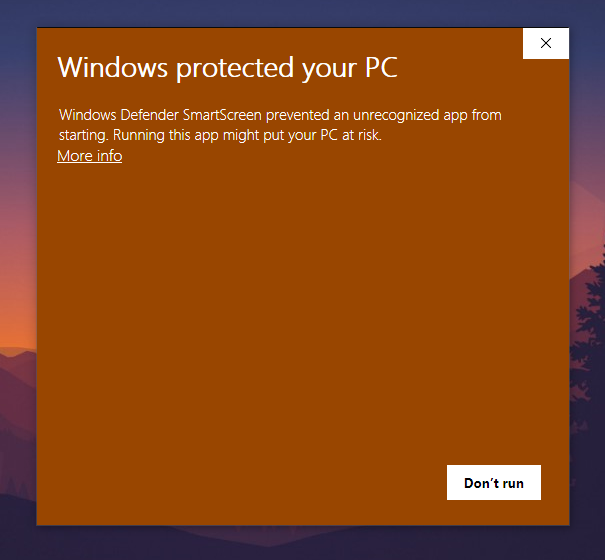 Windows protected your PC
Windows Defender SmartScreen prevented an unrecognized app from
starting. Running this app might put your PC at risk.
More info
Don’t run